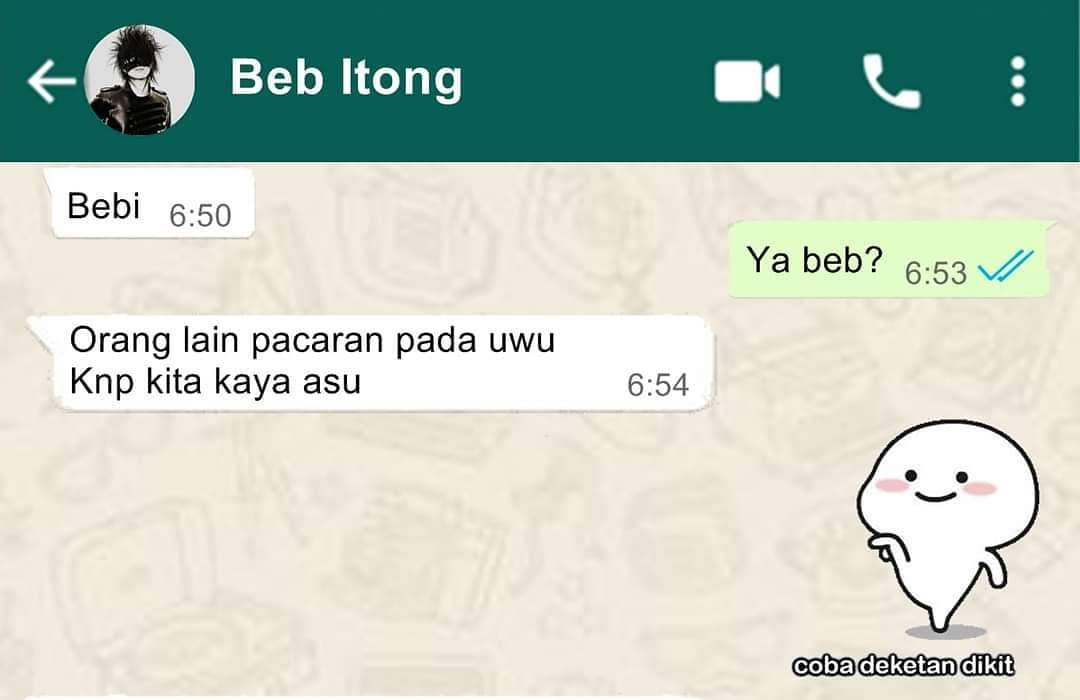 Beb Itong
Bebi 6:50
Ya beb? 6:53
Orang lain pacaran pada uwu
Knp kita kaya asu 6:54
coba deketan dikit